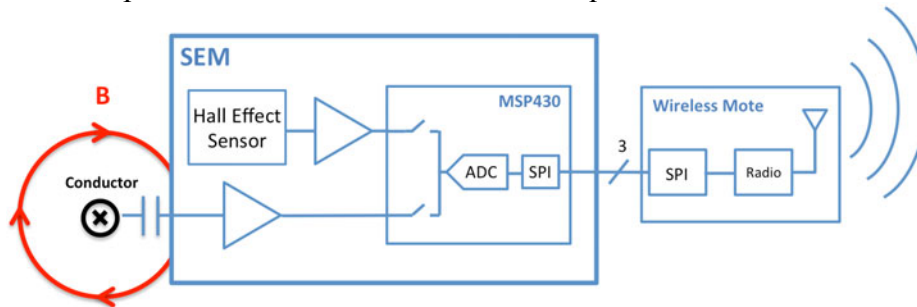 SEM
B
MSP430
Wireless Mote
Hall Effect
Sensor
3
Conductor
ADC
SPI
SPI
Radio